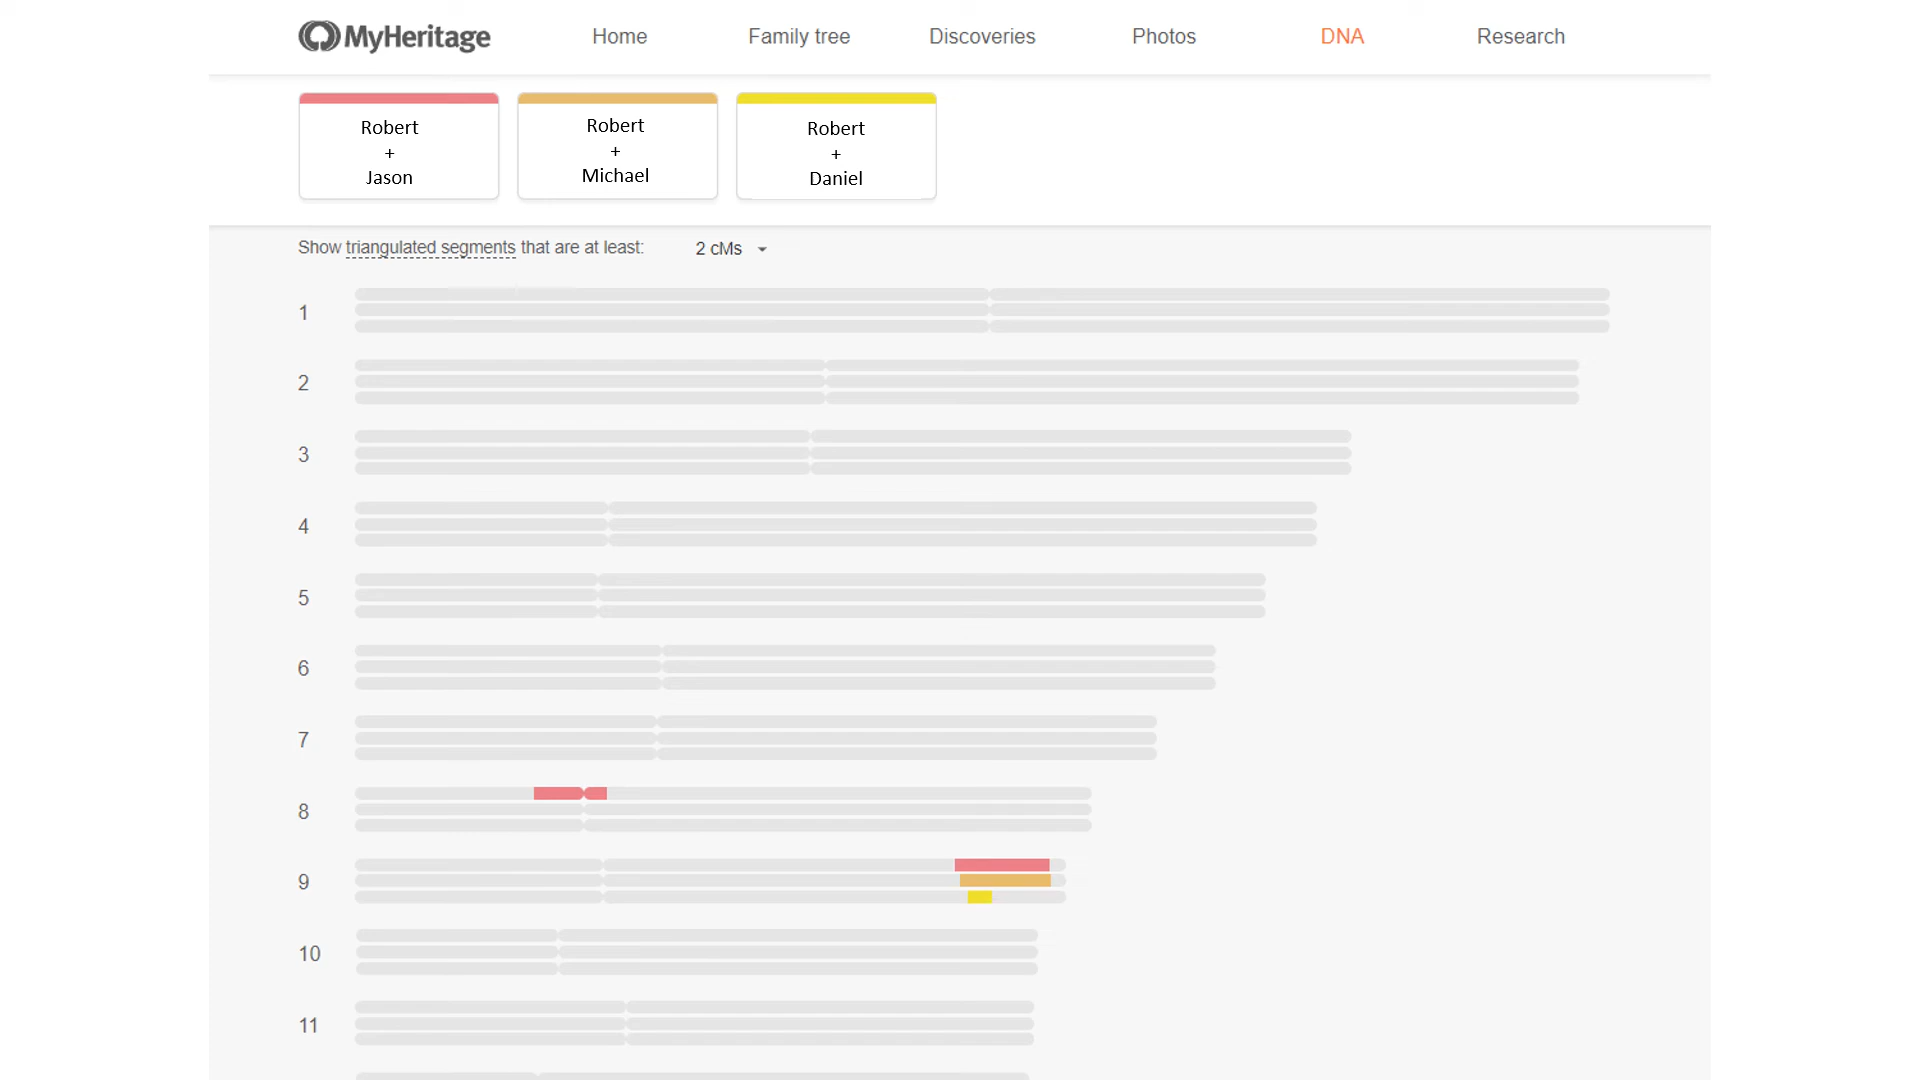 MyHeritage Home Family tree Discoveries Photos DNA Research
Robert
+
Jason
Robert
+
Michael
Robert
+
Daniel
Show triangulated segments that are at least: 2 cMs
1
2
3
4
5
6
7
8
9
10
11